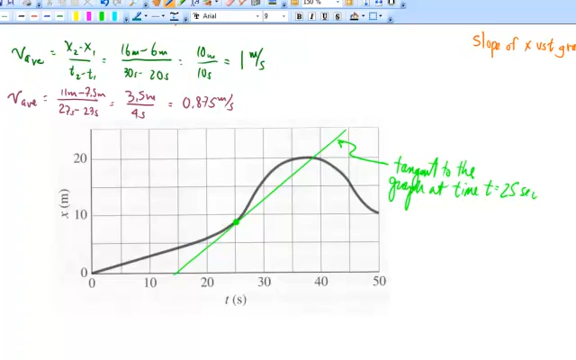 150 %
Arial
9
B I U S
Slope of x vs t gra
Vave = x2-x1 / t2-t1 = 16m-6m / 30s-20s = 10m / 10s = 1 m/s
Vave = 11m-7.5m / 27s-23s = 3.5m / 4s = 0.875 m/s
tangent to the
graph at time t=25 sec
20
10
0
x (m)
0 10 20 30 40 50
t (s)